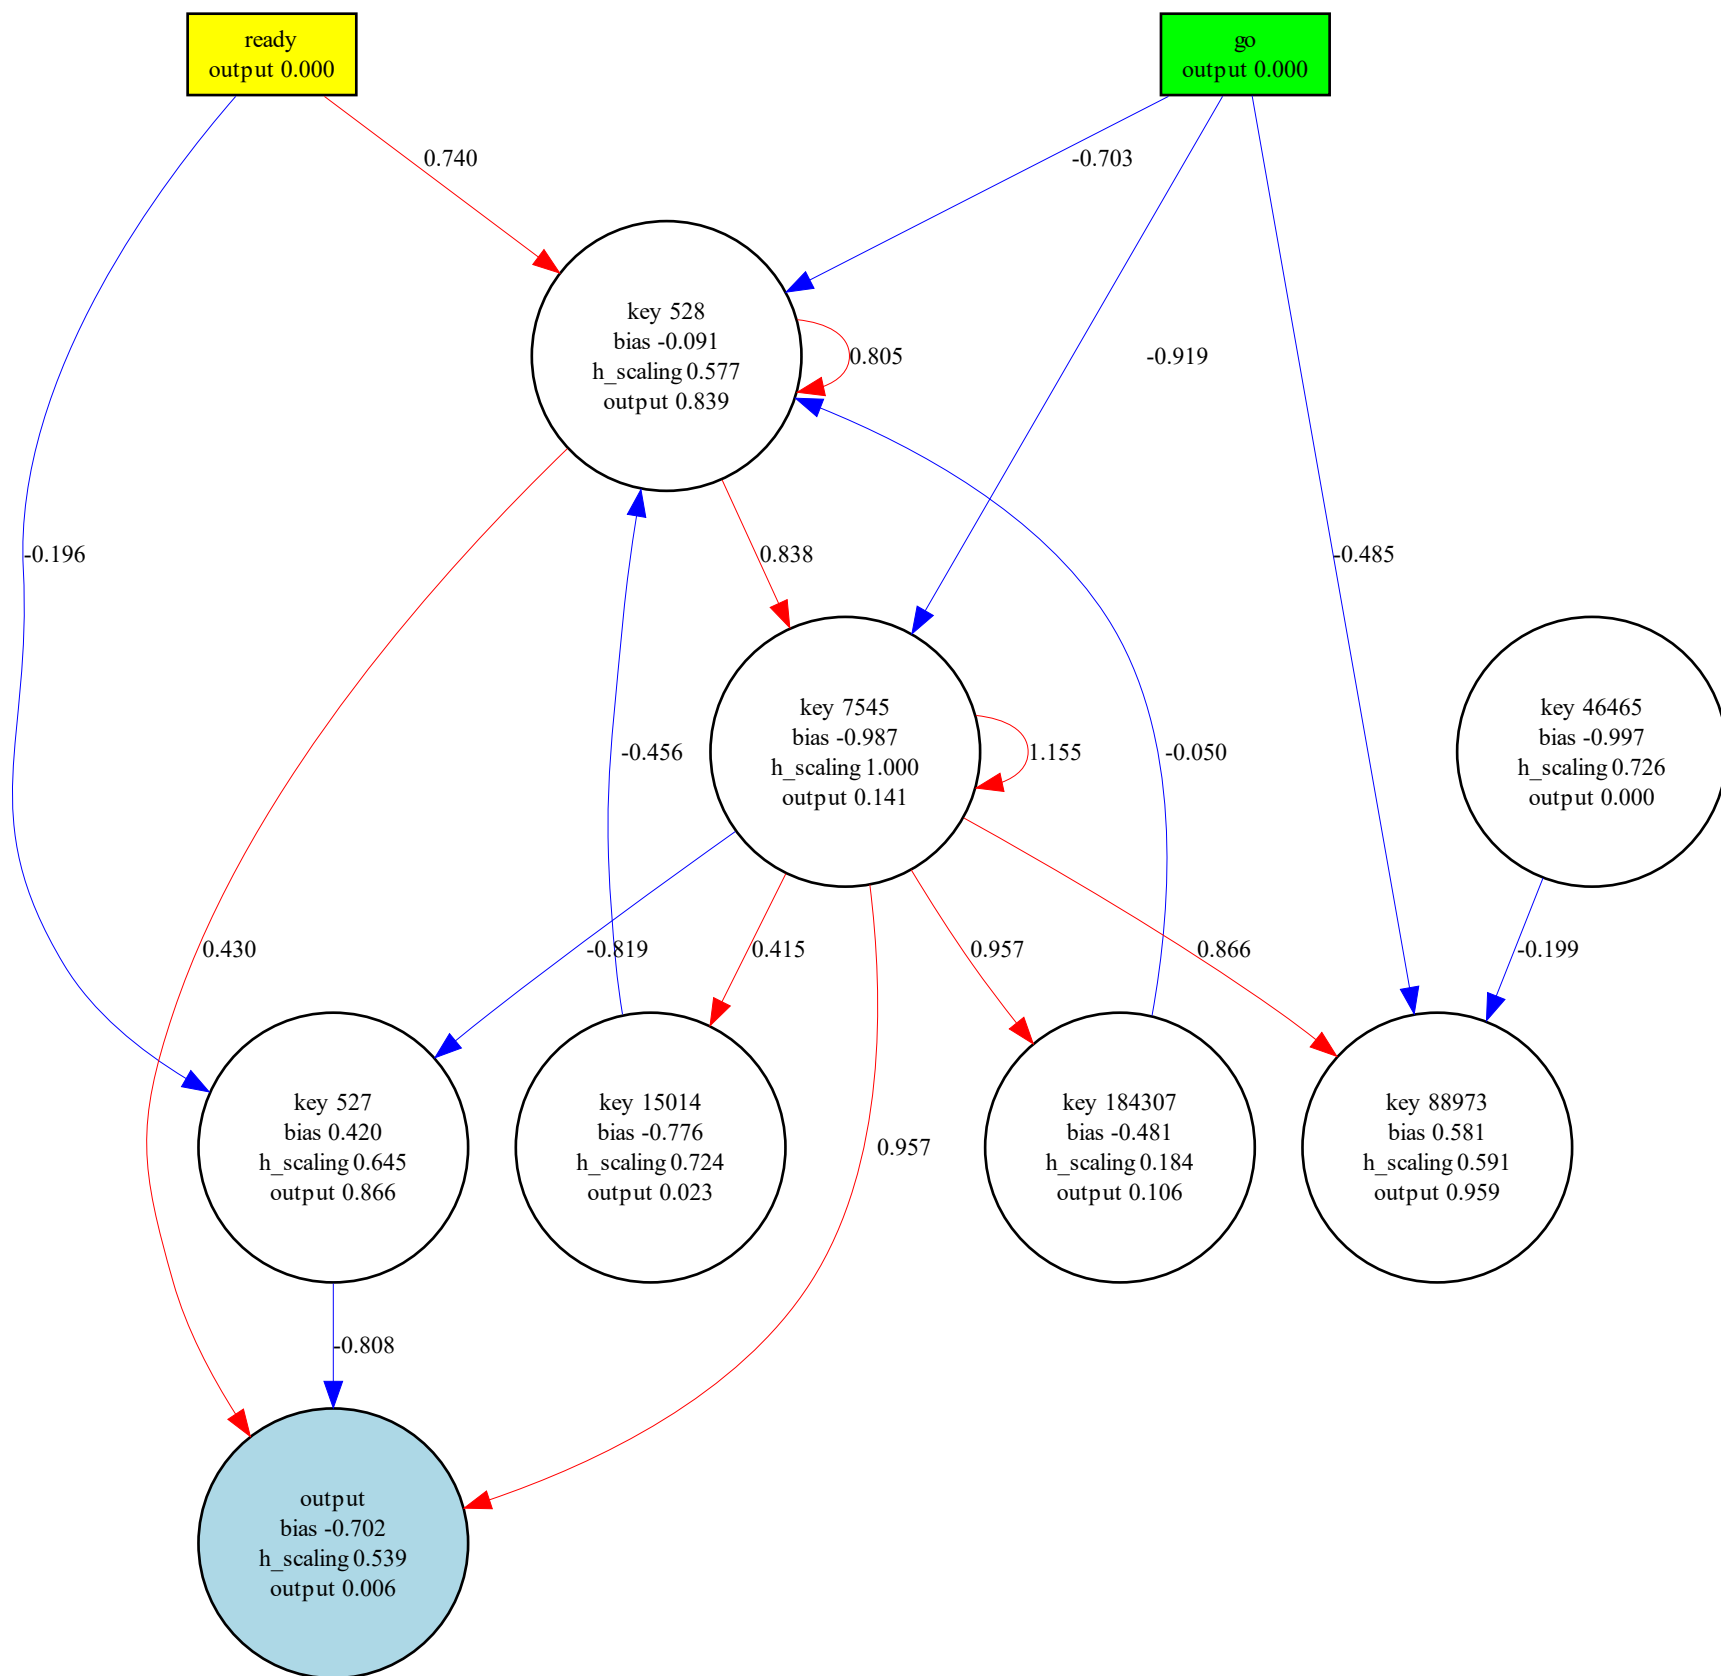 ready
output 0.000
go
output 0.000
0.740
-0.703
key 528
bias -0.091
h_scaling 0.577
output 0.839
0.805
-0.919
-0.196
0.838
-0.485
key 7545
bias -0.987
h_scaling 1.000
output 0.141
1.155
-0.456
-0.050
key 46465
bias -0.997
h_scaling 0.726
output 0.000
0.430
-0.819
0.415
0.957
0.866
-0.199
key 527
bias 0.420
h_scaling 0.645
output 0.866
key 15014
bias -0.776
h_scaling 0.724
output 0.023
0.957
key 184307
bias -0.481
h_scaling 0.184
output 0.106
key 88973
bias 0.581
h_scaling 0.591
output 0.959
-0.808
output
bias -0.702
h_scaling 0.539
output 0.006